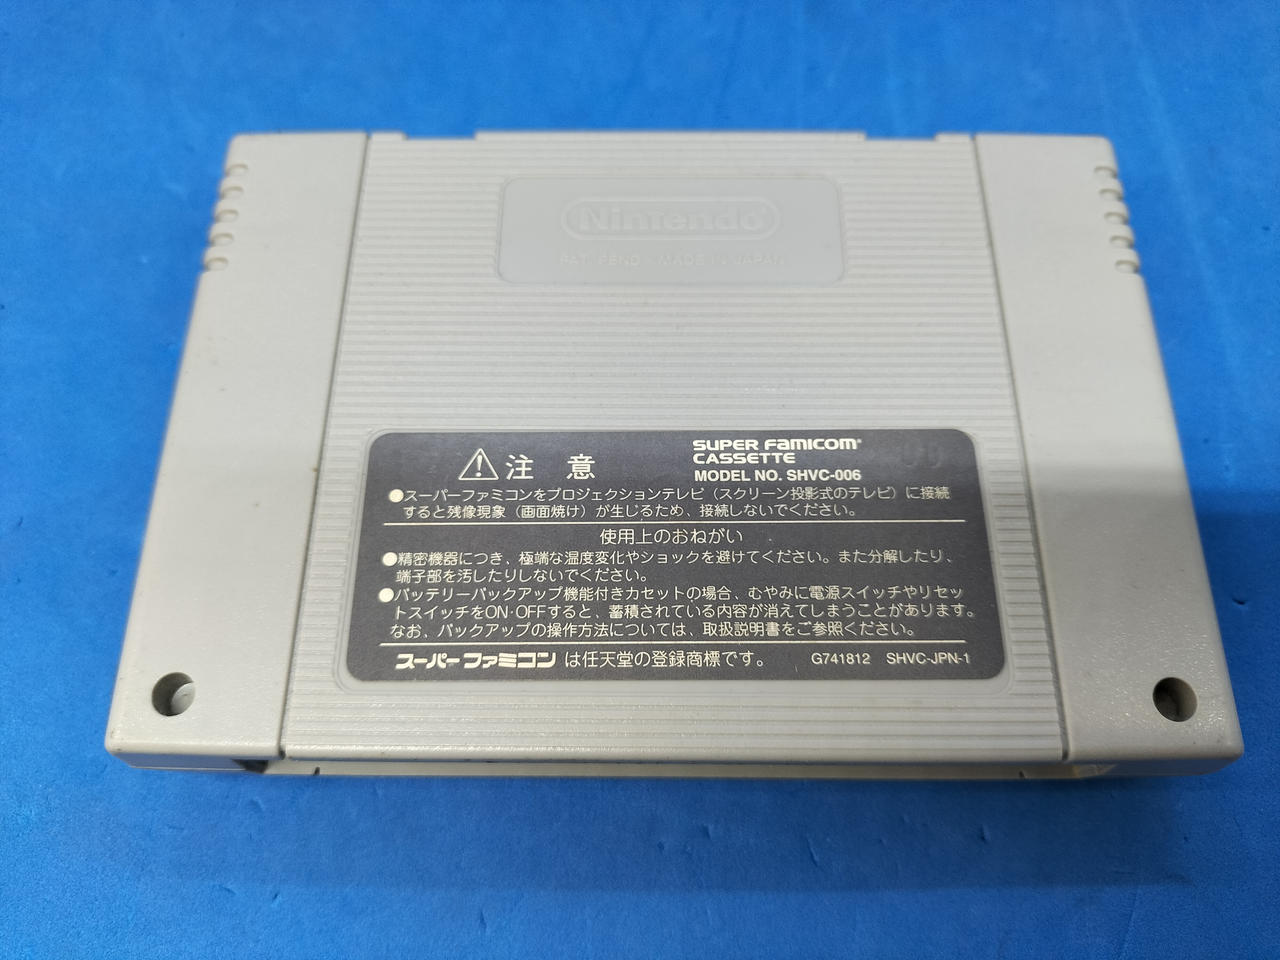 Nintendo
PAT. PEND · MADE IN JAPAN
注 意
SUPER FAMICOM
CASSETTE
MODEL NO. SHVC-006
●スーパーファミコンをプロジェクションテレビ（スクリーン投影式のテレビ）に接続
すると残像現象（画面焼け）が生じるため、接続しないでください。
使用上のおねがい
●精密機器につき、極端な温度変化やショックを避けてください。また分解したり、
端子部を汚したりしないでください。
●バッテリーバックアップ機能付きカセットの場合、むやみに電源スイッチやリセッ
トスイッチをON·OFFすると、蓄積されている内容が消えてしまうことがあります。
なお、バックアップの操作方法については、取扱説明書をご参照ください。
スーパーファミコン は任天堂の登録商標です。 G741812 SHVC-JPN-1